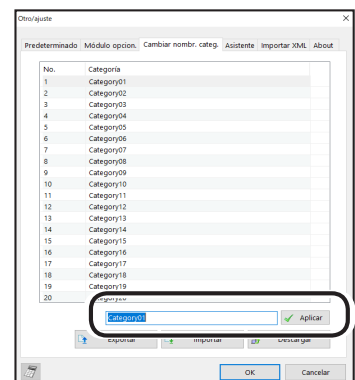 Otro/ajuste
Predeterminado Módulo opcion. Cambiar nombr. categ. Asistente Importar XML About
No. Categoría
1 Category01
2 Category02
3 Category03
4 Category04
5 Category05
6 Category06
7 Category07
8 Category08
9 Category09
10 Category10
11 Category11
12 Category12
13 Category13
14 Category14
15 Category15
16 Category16
17 Category17
18 Category18
19 Category19
20 Category20
Category01 Aplicar
Exportar Importar Descargar
OK Cancelar